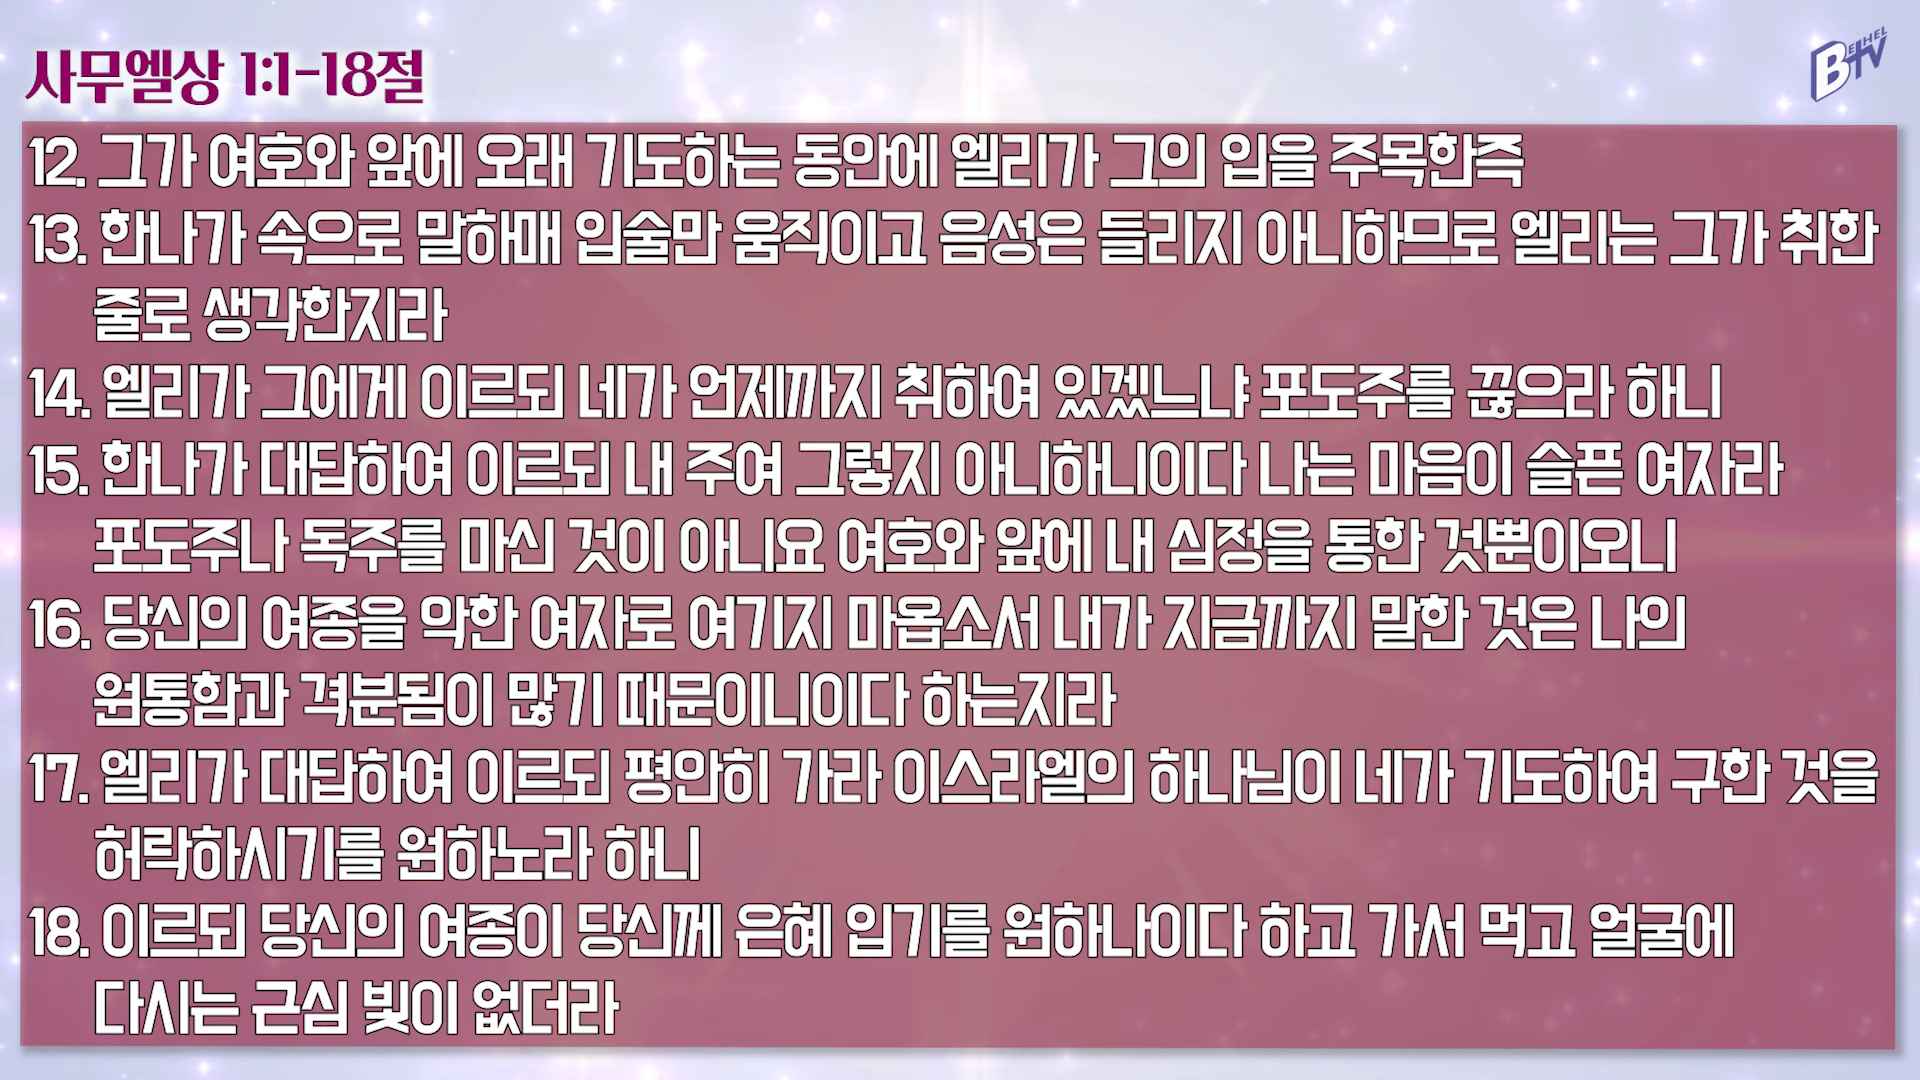 사무엘상 1:1-18절
BETHEL TV
12. 그가 여호와 앞에 오래 기도하는 동안에 엘리가 그의 입을 주목한즉
13. 한나가 속으로 말하매 입술만 움직이고 음성은 들리지 아니하므로 엘리는 그가 취한
줄로 생각한지라
14. 엘리가 그에게 이르되 네가 언제까지 취하여 있겠느냐 포도주를 끊으라 하니
15. 한나가 대답하여 이르되 내 주여 그렇지 아니하니이다 나는 마음이 슬픈 여자라
포도주나 독주를 마신 것이 아니요 여호와 앞에 내 심정을 통한 것뿐이오니
16. 당신의 여종을 악한 여자로 여기지 마옵소서 내가 지금까지 말한 것은 나의
원통함과 격분됨이 많기 때문이니이다 하는지라
17. 엘리가 대답하여 이르되 평안히 가라 이스라엘의 하나님이 네가 기도하여 구한 것을
허락하시기를 원하노라 하니
18. 이르되 당신의 여종이 당신께 은혜 입기를 원하나이다 하고 가서 먹고 얼굴에
다시는 근심 빛이 없더라